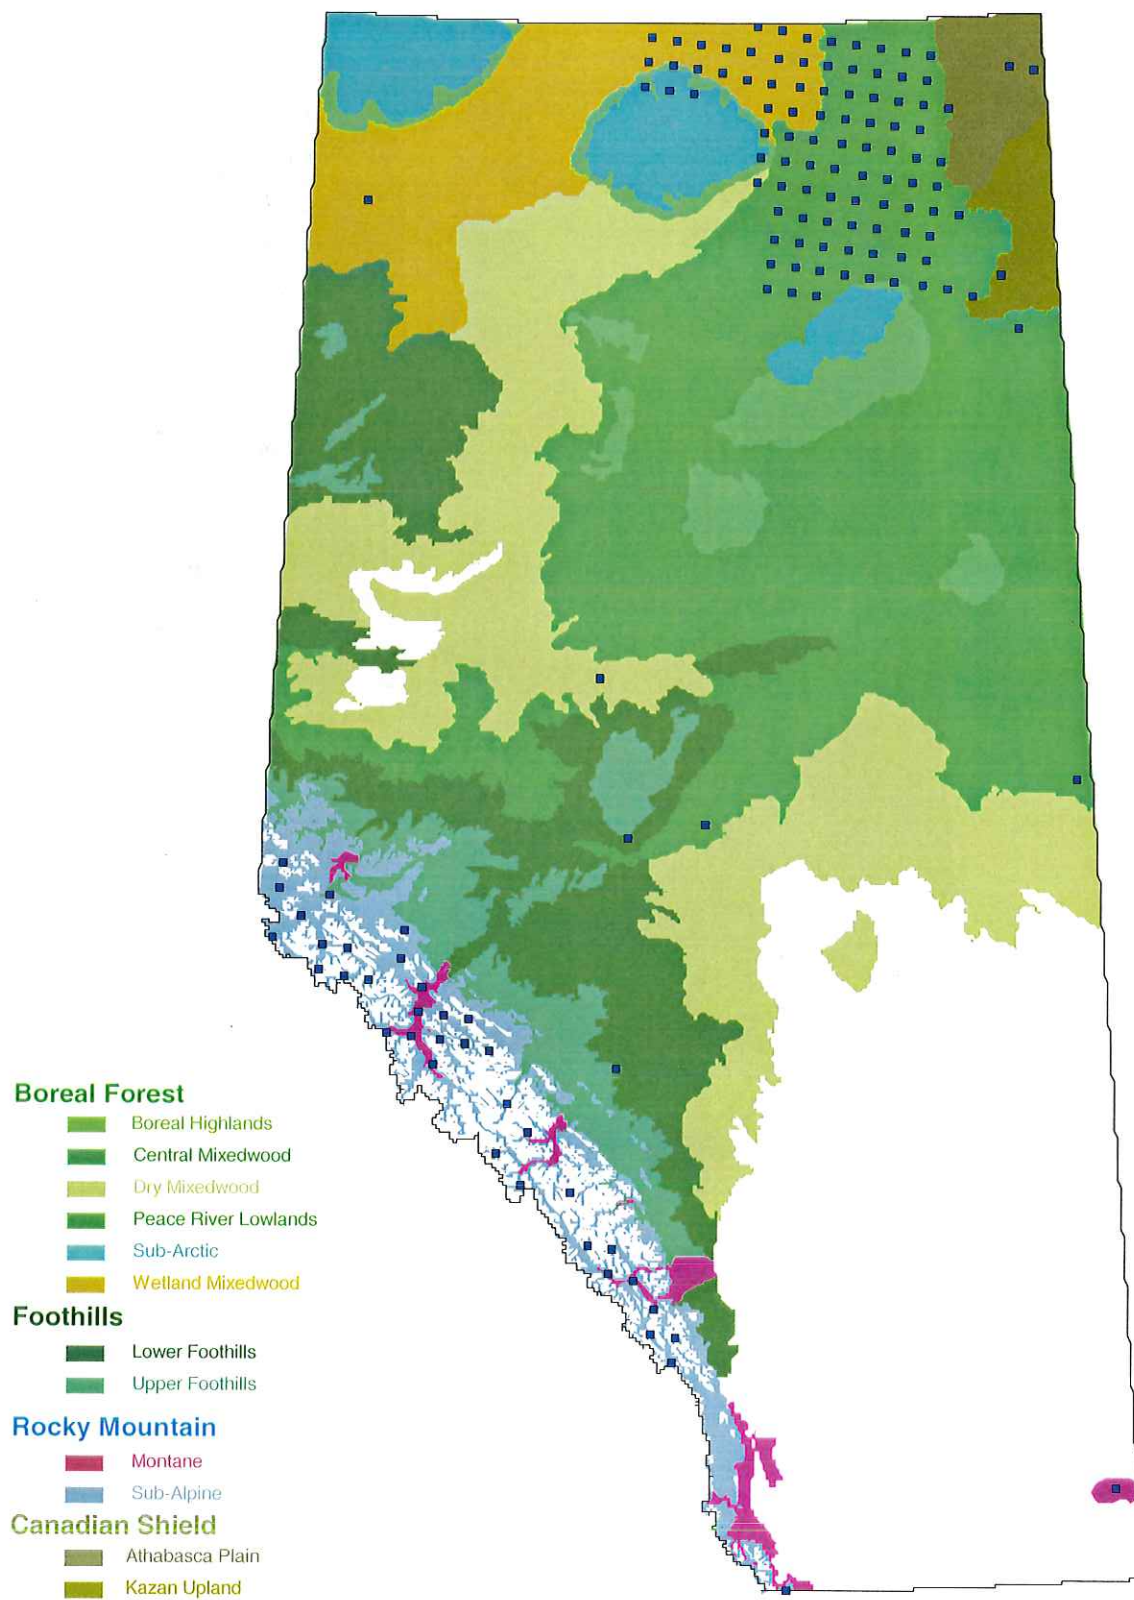 Boreal Forest
Boreal Highlands
Central Mixedwood
Dry Mixedwood
Peace River Lowlands
Sub-Arctic
Wetland Mixedwood
Foothills
Lower Foothills
Upper Foothills
Rocky Mountain
Montane
Sub-Alpine
Canadian Shield
Athabasca Plain
Kazan Upland